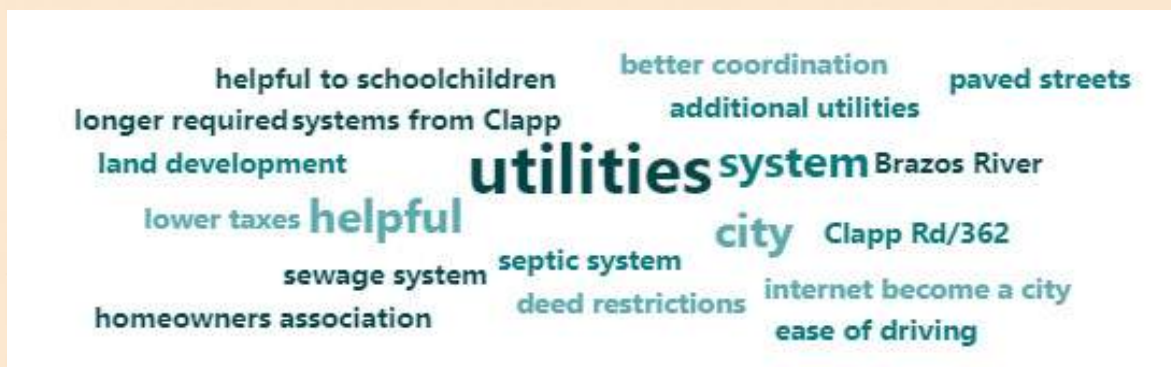 better coordination
helpful to schoolchildren
paved streets
additional utilities
longer required systems from Clapp
utilities system Brazos River
land development
lower taxes helpful
city Clapp Rd/362
septic system
sewage system
internet become a city
deed restrictions
homeowners association
ease of driving